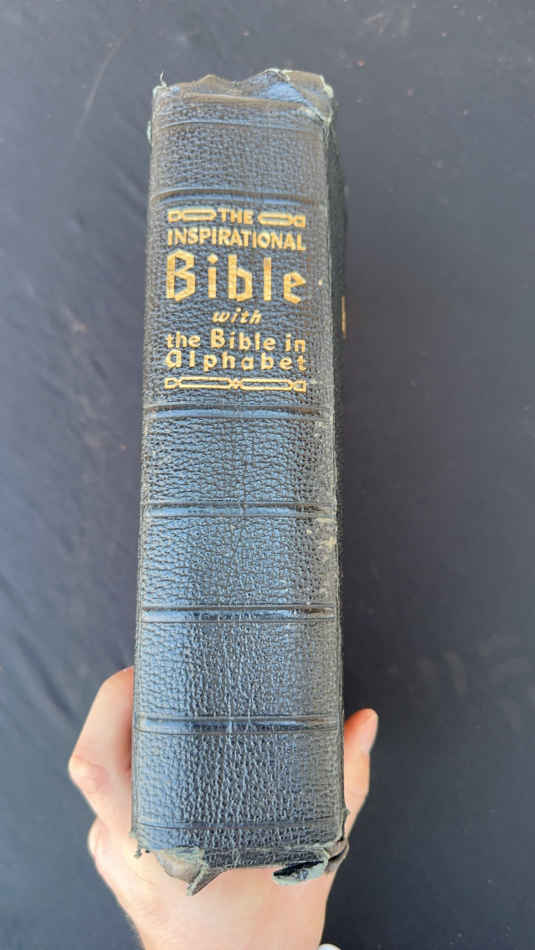 THE
INSPIRATIONAL
Bible
with
the Bible in
alphabet